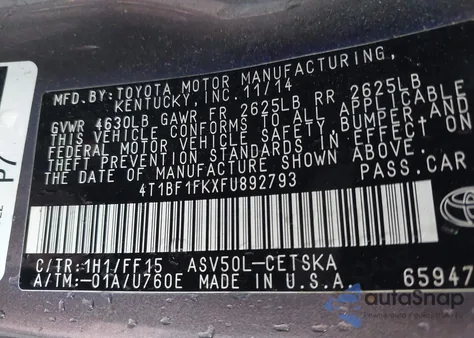 MFD.BY:TOYOTA MOTOR MANUFACTURING,
KENTUCKY,INC. 11/14
GVWR 4630LB GAWR FR 2625LB RR 2625LB
THIS VEHICLE CONFORMS TO ALL APPLICABLE
FEDERAL MOTOR VEHICLE SAFETY,BUMPER,AND
THEFT PREVENTION STANDARDS IN EFFECT ON
THE DATE OF MANUFACTURE SHOWN ABOVE.
4T1BF1FKXFU892793 PASS.CAR
C/TR:1H1/FF15 ASV50L-CETSKA
A/TM:-01A/U760E MADE IN U.S.A. 65947
P7
autoSnap